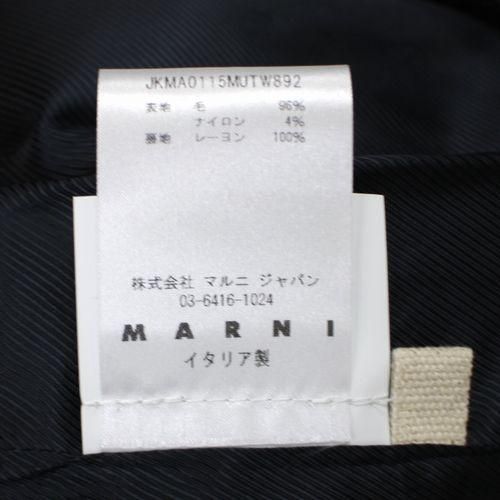 JKMA0115MUTW892
表地 毛 96%
ナイロン 4%
裏地 レーヨン 100%
株式会社 マルニ ジャパン
03-6416-1024
MARNI
イタリア製